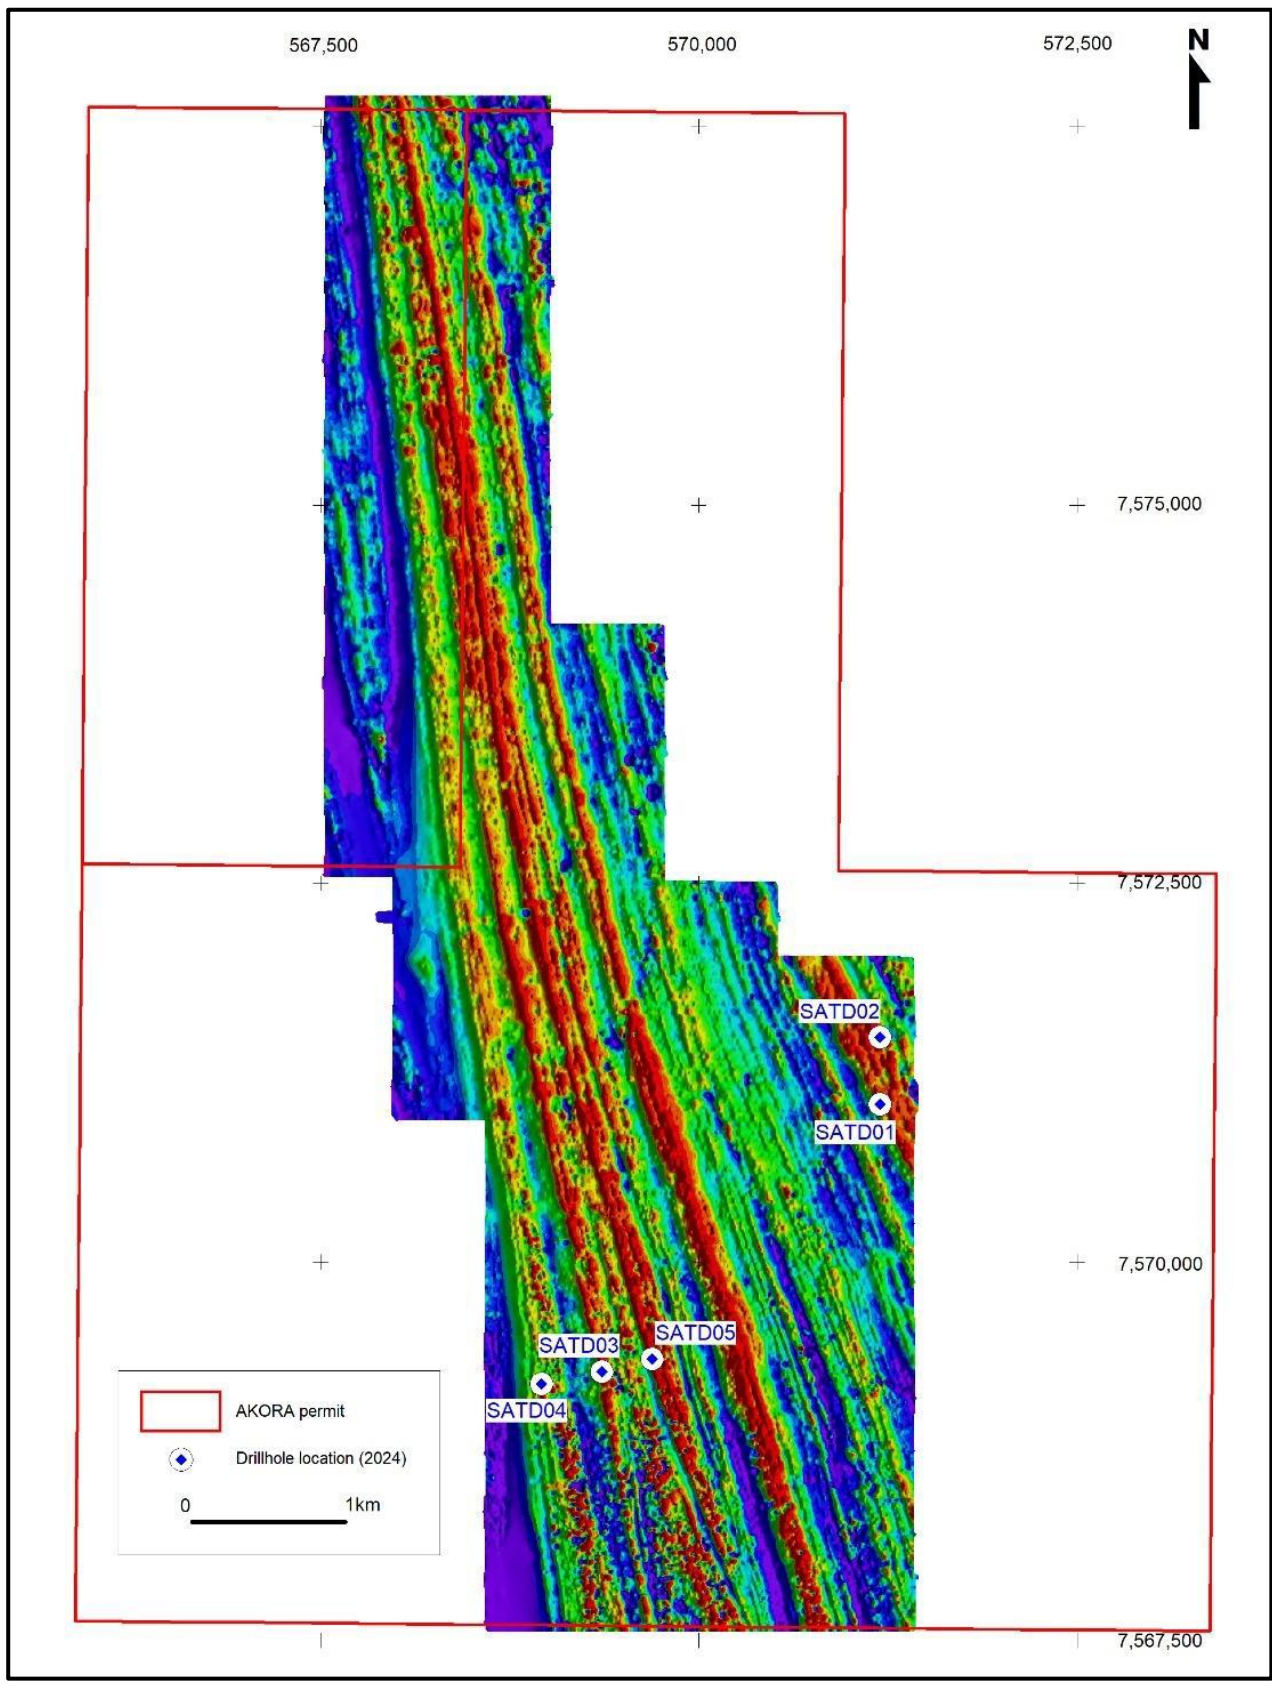 567,500
570,000
572,500
N
7,575,000
7,572,500
SATD02
SATD01
7,570,000
SATD05
SATD03
SATD04
AKORA permit
Drillhole location (2024)
0 1km
7,567,500